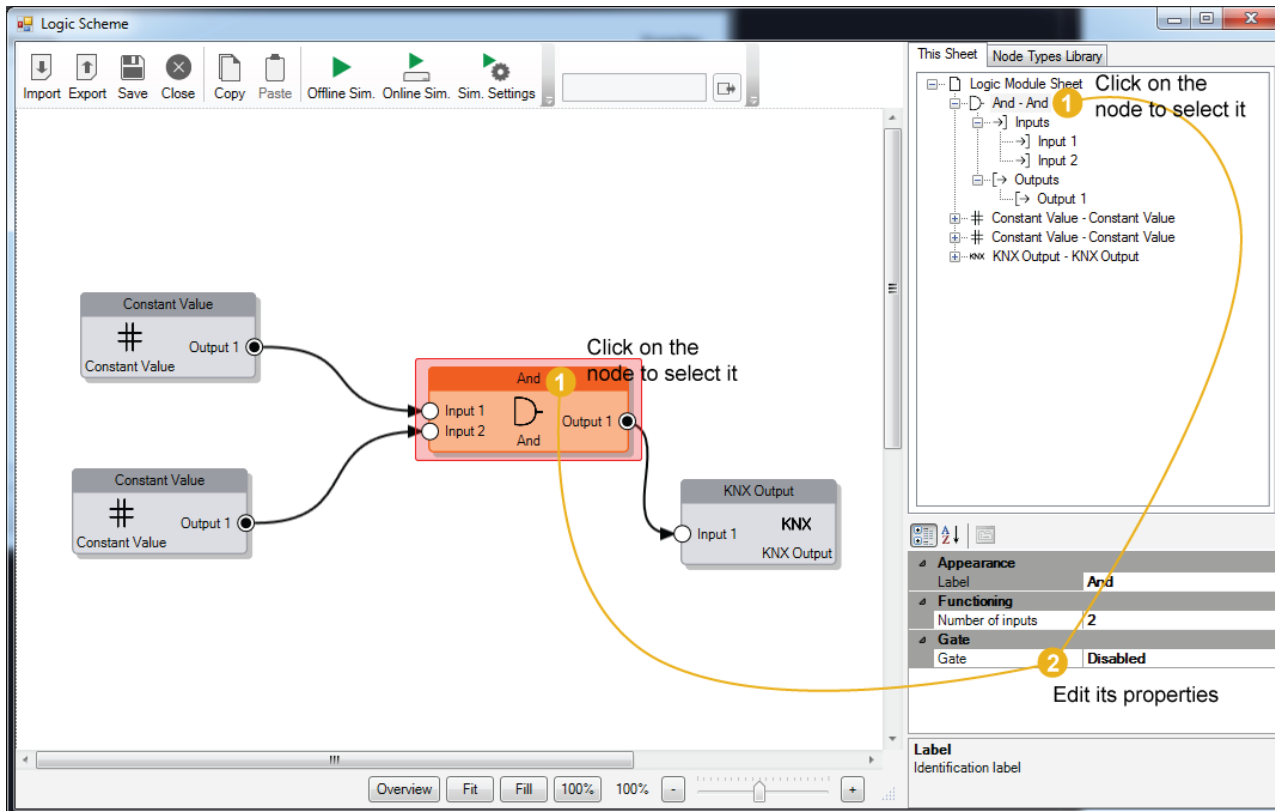 Logic Scheme
Import Export Save Close Copy Paste Offline Sim. Online Sim. Sim. Settings
This Sheet Node Types Library
Logic Module Sheet
And - And
Inputs
Input 1
Input 2
Outputs
Output 1
Constant Value - Constant Value
Constant Value - Constant Value
KNX KNX Output - KNX Output
1 Click on the
node to select it
Constant Value
Output 1
Constant Value
Click on the
node to select it
And 1
Input 1
Input 2
Output 1
And
Constant Value
Output 1
Constant Value
KNX Output
Input 1 KNX
KNX Output
A Z
Appearance
Label And
Functioning
Number of inputs 2
Gate
Gate Disabled
2
Edit its properties
Label
Identification label
Overview Fit Fill 100% 100% - +